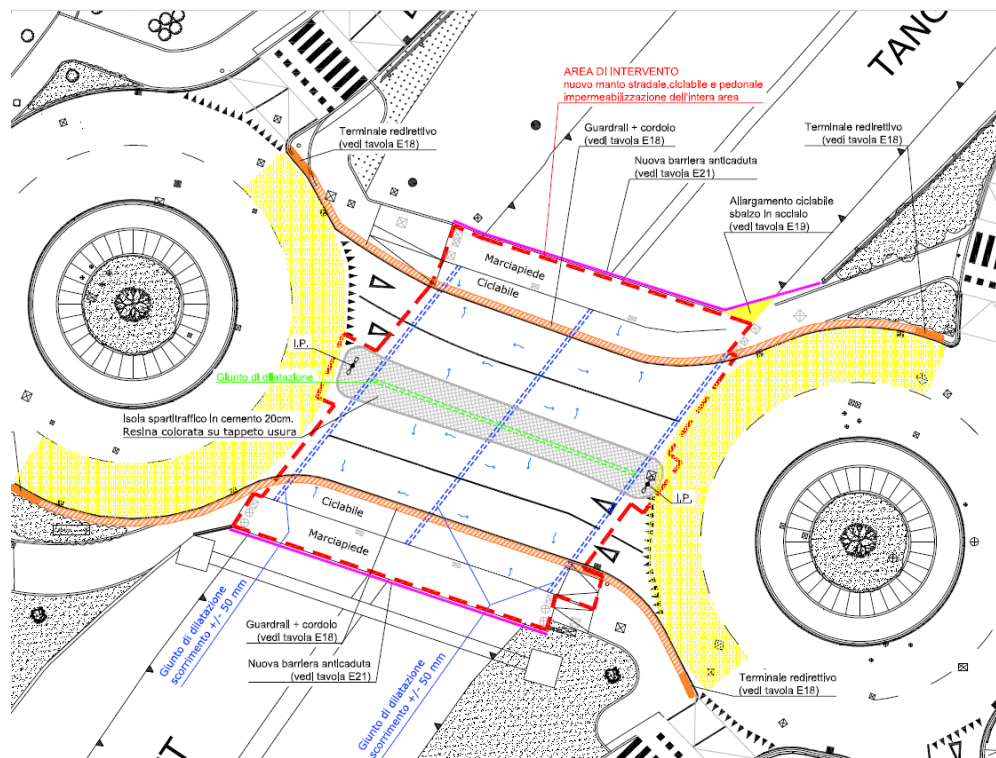 TANG
AREA DI INTERVENTO
nuovo manto stradale,ciclabile e pedonale
impermeabilizzazione dell'intera area
Terminale redirettivo
(vedi tavola E18)
Guardrail + cordolo
(vedi tavola E18)
Terminale redirettivo
(vedi tavola E18)
Nuova barriera anticaduta
(vedi tavola E21)
Allargamento ciclabile
sbalzo in acciaio
(vedi tavola E19)
Marciapiede
Ciclabile
I.P.
Giunto di dilatazione
Isola spartitraffico in cemento 20cm.
Resina colorata su tappeto usura
I.P.
Ciclabile
Marciapiede
Giunto di dilatazione
scorrimento +/- 50 mm
Guardrail + cordolo
(vedi tavola E18)
Nuova barriera anticaduta
(vedi tavola E21)
Giunto di dilatazione
scorrimento +/- 50 mm
Terminale redirettivo
(vedi tavola E18)
T